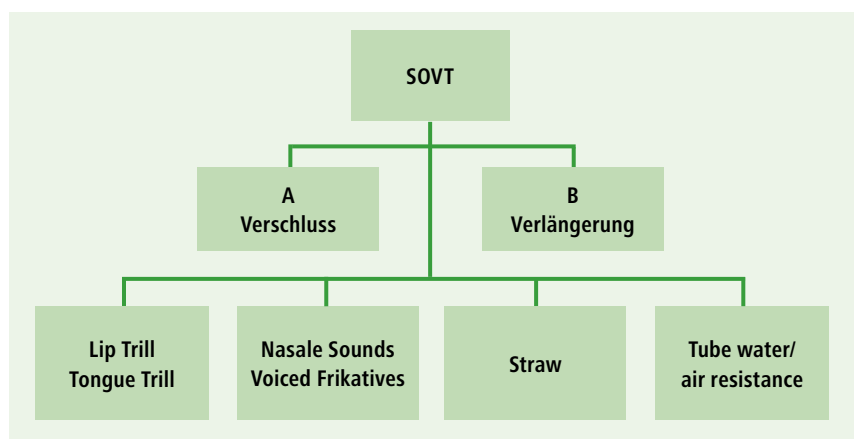 SOVT
A
Verschluss
B
Verlängerung
Lip Trill
Tongue Trill
Nasale Sounds
Voiced Frikatives
Straw
Tube water/
air resistance